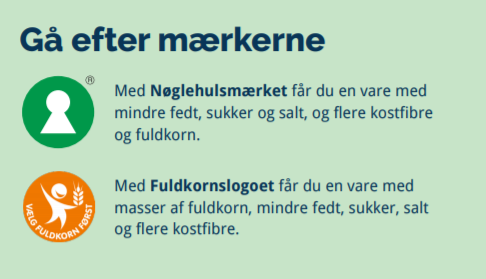 Gå efter mærkerne
®
Med Nøglehulsmærket får du en vare med
mindre fedt, sukker og salt, og flere kostfibre
og fuldkorn.
Med Fuldkornslogoet får du en vare med
masser af fuldkorn, mindre fedt, sukker, salt
og flere kostfibre.
VÆLG FULDKORN FØRST